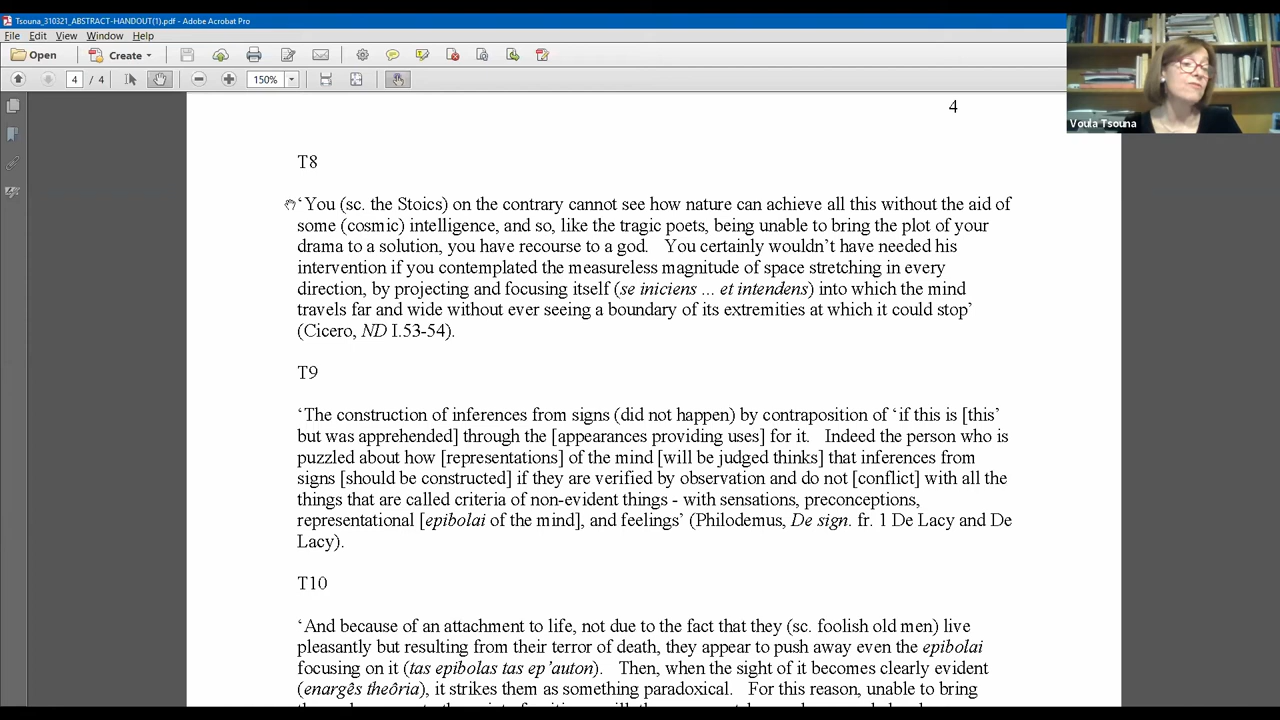 Tsouna_310321_ABSTRACT-HANDOUT(1).pdf - Adobe Acrobat Pro
File Edit View Window Help
Open Create
4 / 4 150%
Voula Tsouna
4
T8
‘You (sc. the Stoics) on the contrary cannot see how nature can achieve all this without the aid of
some (cosmic) intelligence, and so, like the tragic poets, being unable to bring the plot of your
drama to a solution, you have recourse to a god. You certainly wouldn’t have needed his
intervention if you contemplated the measureless magnitude of space stretching in every
direction, by projecting and focusing itself (se iniciens ... et intendens) into which the mind
travels far and wide without ever seeing a boundary of its extremities at which it could stop’
(Cicero, ND I.53-54).
T9
‘The construction of inferences from signs (did not happen) by contraposition of ‘if this is [this’
but was apprehended] through the [appearances providing uses] for it. Indeed the person who is
puzzled about how [representations] of the mind [will be judged thinks] that inferences from
signs [should be constructed] if they are verified by observation and do not [conflict] with all the
things that are called criteria of non-evident things - with sensations, preconceptions,
representational [epibolai of the mind], and feelings’ (Philodemus, De sign. fr. 1 De Lacy and De
Lacy).
T10
‘And because of an attachment to life, not due to the fact that they (sc. foolish old men) live
pleasantly but resulting from their terror of death, they appear to push away even the epibolai
focusing on it (tas epibolas tas ep’auton). Then, when the sight of it becomes clearly evident
(enargês theôria), it strikes them as something paradoxical. For this reason, unable to bring